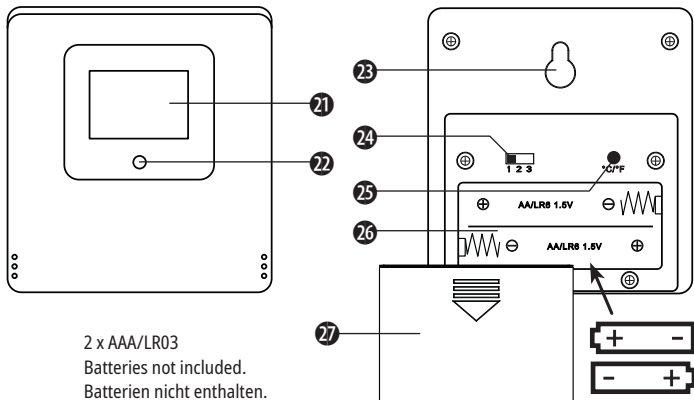 21
22
23
24
1 2 3
°C/°F
25
AA/LR6 1.5V
26
AA/LR6 1.5V
27
2 x AAA/LR03
Batteries not included.
Batterien nicht enthalten.